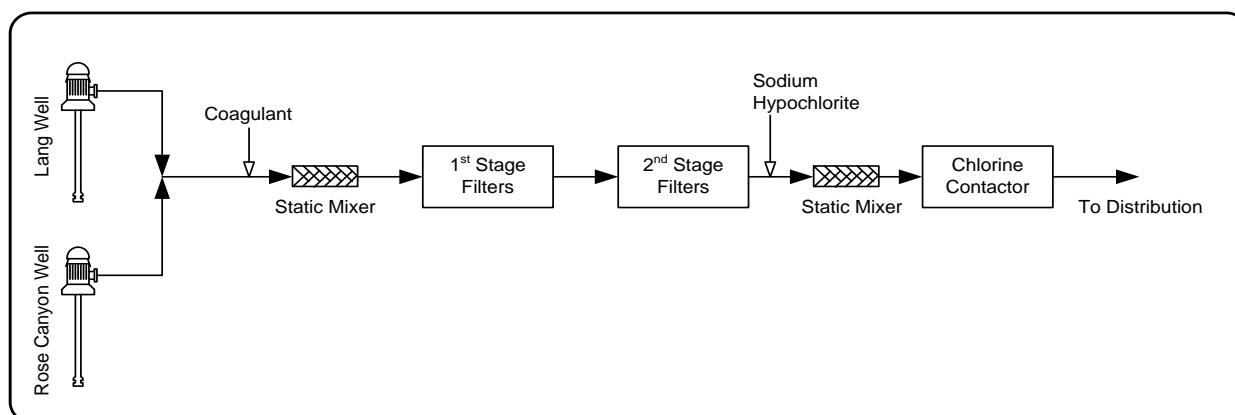 Lang Well
Rose Canyon Well
Coagulant
Static Mixer
1st Stage
Filters
2nd Stage
Filters
Sodium
Hypochlorite
Static Mixer
Chlorine
Contactor
To Distribution